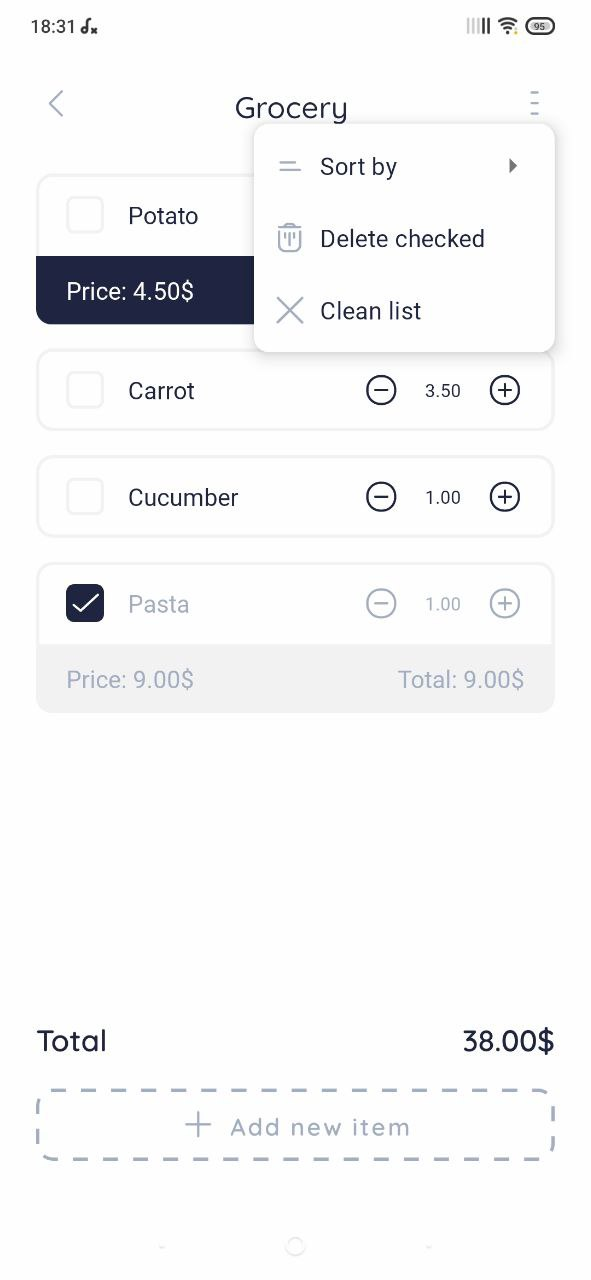 18:31
95
Grocery
Sort by
Delete checked
Clean list
Potato
Price: 4.50$
Carrot 3.50
Cucumber 1.00
Pasta 1.00
Price: 9.00$ Total: 9.00$
Total 38.00$
Add new item